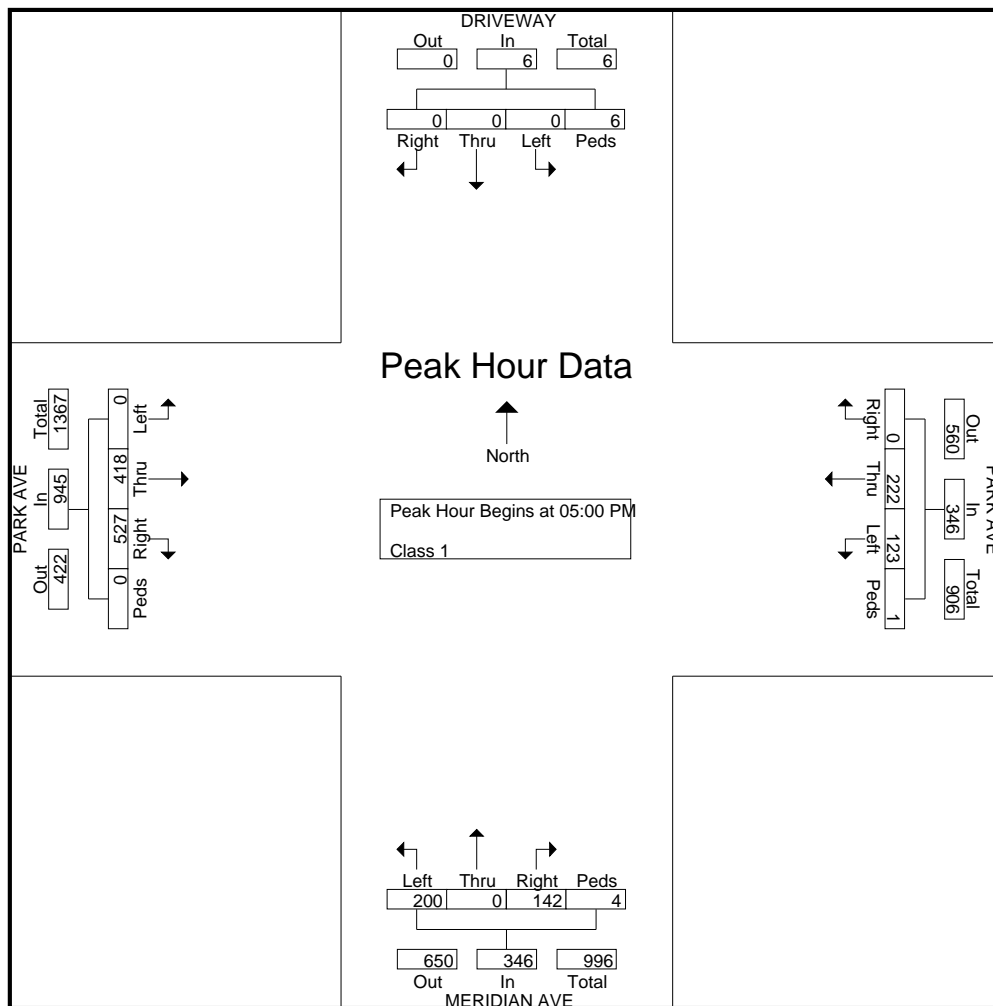 DRIVEWAY
Out In Total
0 6 6
0 0 0 6
Right Thru Left Peds
Peak Hour Data
North
Peak Hour Begins at 05:00 PM
Class 1
PARK AVE
Out In Total
422 945 1367
0 418 527 0
Left Thru Right Peds
PARK AVE
Out In Total
560 346 906
0 222 123 1
Right Thru Left Peds
Left Thru Right Peds
200 0 142 4
650 346 996
Out In Total
MERIDIAN AVE